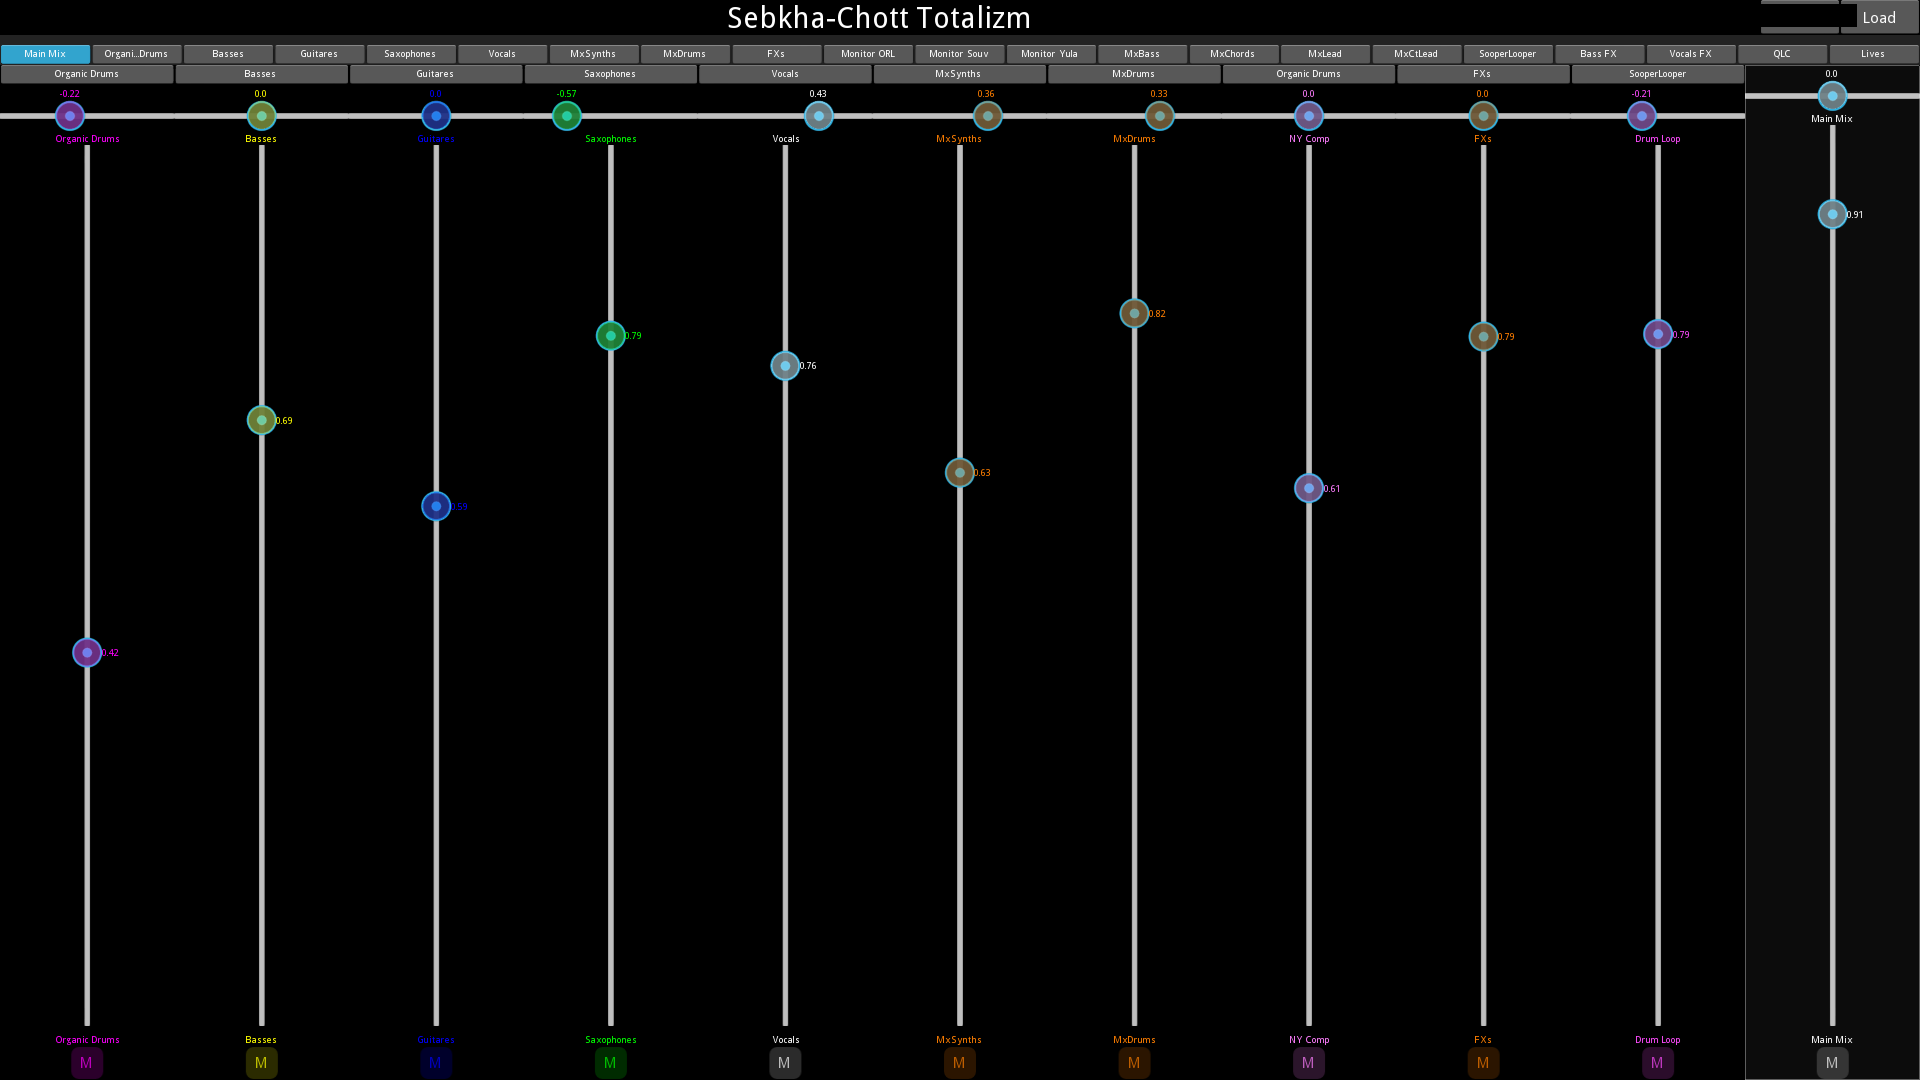 Sebkha-Chott Totalizm
Load
Main Mix Organi...Drums Basses Guitares Saxophones Vocals MxSynths MxDrums FXs Monitor ORL Monitor Souv Monitor Yula MxBass MxChords MxLead MxCtLead SooperLooper Bass FX Vocals FX QLC Lives
Organic Drums Basses Guitares Saxophones Vocals MxSynths MxDrums Organic Drums FXs SooperLooper 0.0
-0.22 0.0 0.0 -0.57 0.43 0.36 0.33 0.0 0.0 -0.21
Main Mix
Organic Drums Basses Guitares Saxophones Vocals MxSynths MxDrums NY Comp FXs Drum Loop
0.91
0.82
0.79 0.79 0.79
0.76
0.69
0.63
0.61
0.59
0.42
Organic Drums Basses Guitares Saxophones Vocals MxSynths MxDrums NY Comp FXs Drum Loop Main Mix
M M M M M M M M M M M